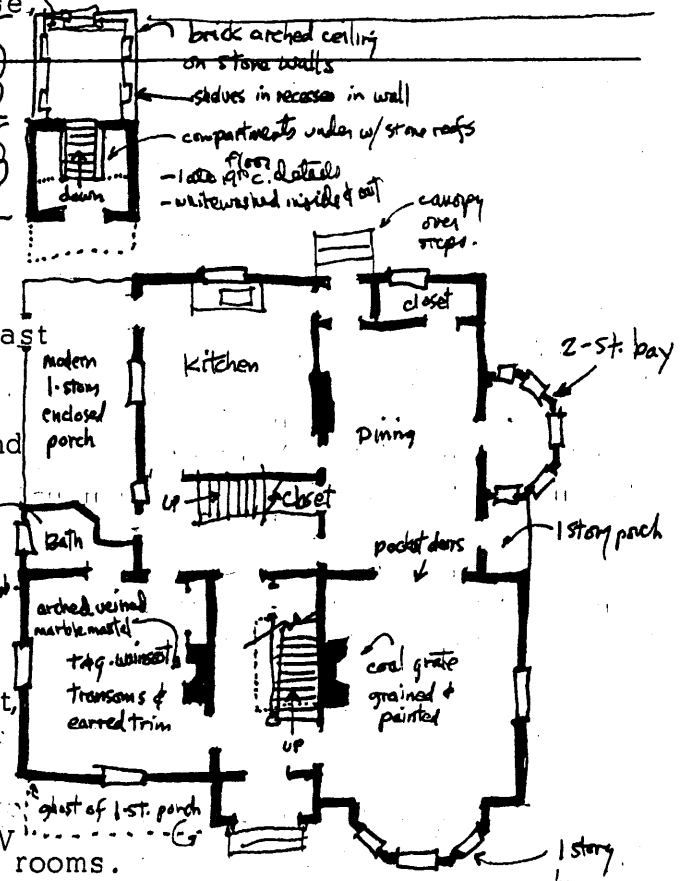 brick arched ceiling
on stone walls
shelves in recesses in wall
compartments under w/ stone roofs
floor
- late 19th c. details
- whitewashed inside & out
down
canopy
over
steps.
closet
ast
2-St. bay
modern
1-story
enclosed
porch
Kitchen
Dining
nd
UP
closet
Bath
pocket doors
1 story porch
arched veined
marble mantel
t & g. wainscot
transoms &
earred trim
coal grate
grained &
painted
UP
ghost of 1-st. porch
rooms.
1 story